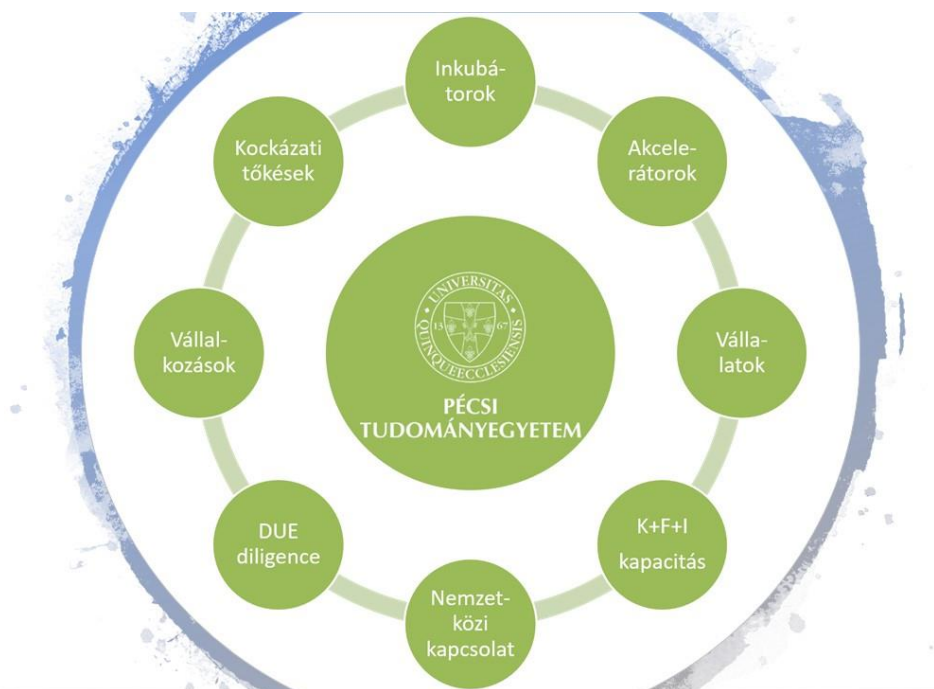 Inkubá-
torok
Akcele-
rátorok
Válla-
latok
K+F+I
kapacitás
Nemzet-
közi
kapcsolat
DUE
diligence
Vállal-
kozások
Kockázati
tőkések
UNIVERSITAS
QUINQUEECCLESIENSIS
13 67
PÉCSI
TUDOMÁNYEGYETEM